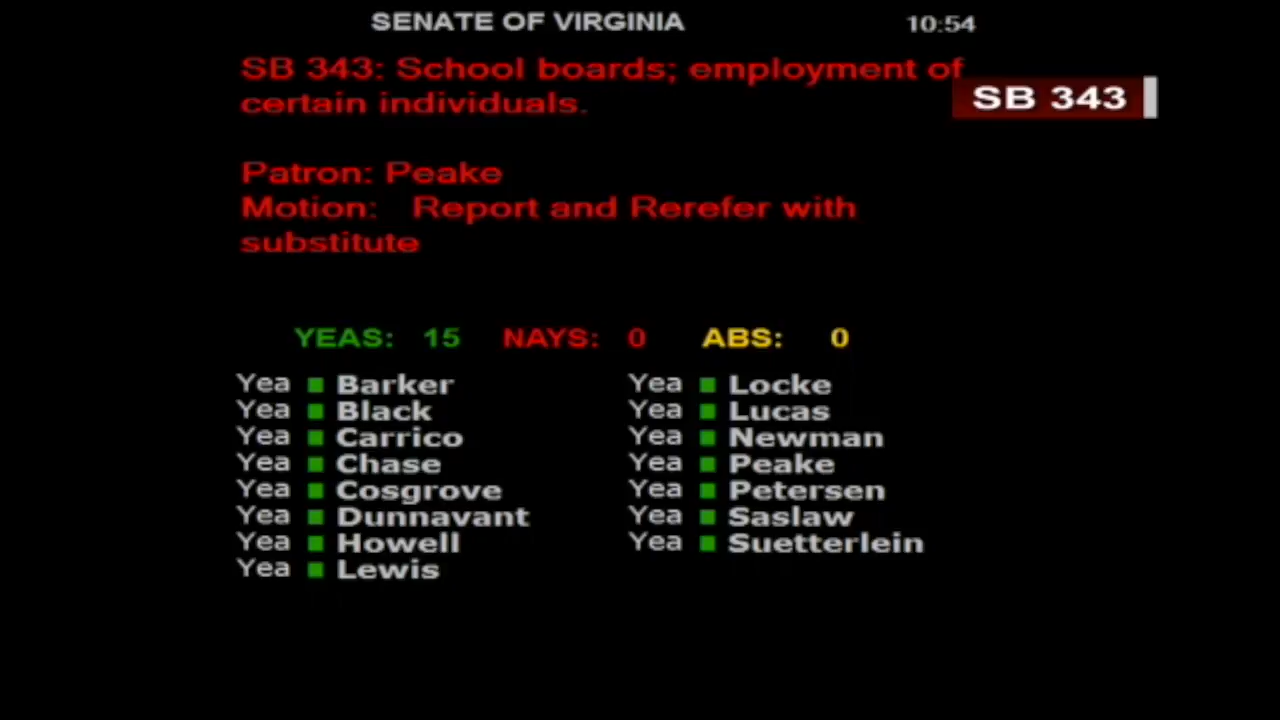 SENATE OF VIRGINIA 10:54
SB 343: School boards; employment of
certain individuals.
SB 343
Patron: Peake
Motion: Report and Rerefer with
substitute
YEAS: 15 NAYS: 0 ABS: 0
Yea Barker Yea Locke
Yea Black Yea Lucas
Yea Carrico Yea Newman
Yea Chase Yea Peake
Yea Cosgrove Yea Petersen
Yea Dunnavant Yea Saslaw
Yea Howell Yea Suetterlein
Yea Lewis